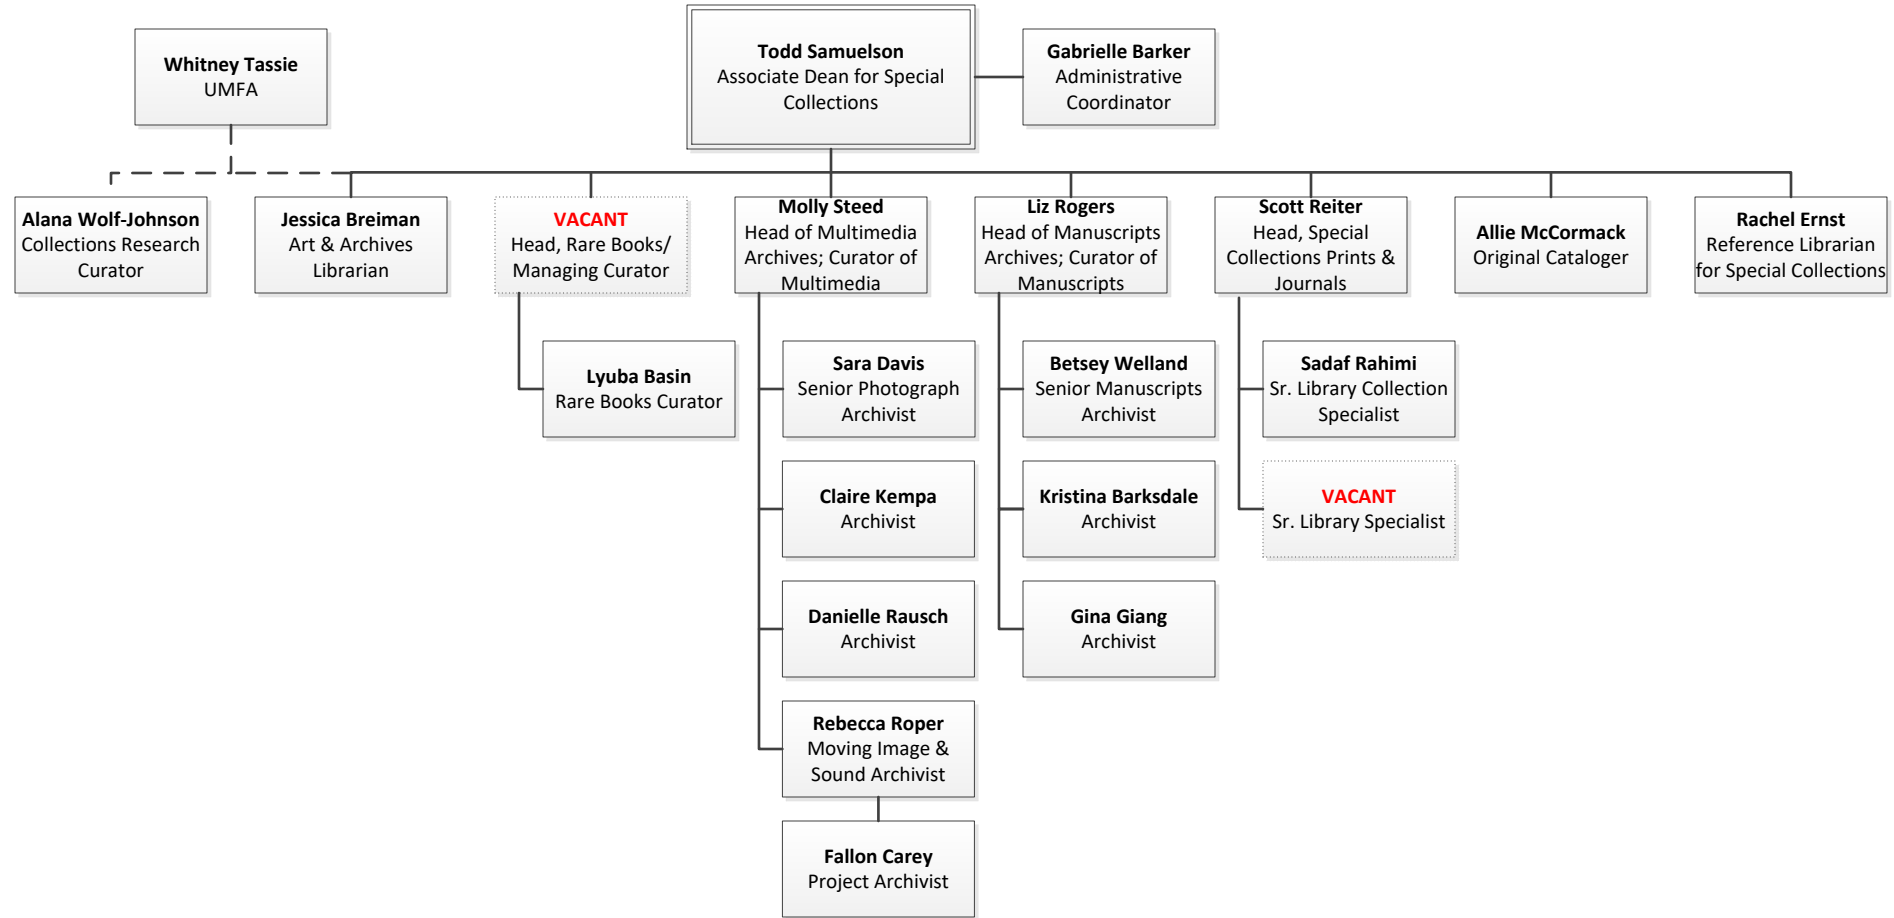 Whitney Tassie
UMFA
Todd Samuelson
Associate Dean for Special
Collections
Gabrielle Barker
Administrative
Coordinator
Alana Wolf-Johnson
Collections Research
Curator
Jessica Breiman
Art & Archives
Librarian
VACANT
Head, Rare Books/
Managing Curator
Molly Steed
Head of Multimedia
Archives; Curator of
Multimedia
Liz Rogers
Head of Manuscripts
Archives; Curator of
Manuscripts
Scott Reiter
Head, Special
Collections Prints &
Journals
Allie McCormack
Original Cataloger
Rachel Ernst
Reference Librarian
for Special Collections
Lyuba Basin
Rare Books Curator
Sara Davis
Senior Photograph
Archivist
Betsey Welland
Senior Manuscripts
Archivist
Sadaf Rahimi
Sr. Library Collection
Specialist
Claire Kempa
Archivist
Kristina Barksdale
Archivist
VACANT
Sr. Library Specialist
Danielle Rausch
Archivist
Gina Giang
Archivist
Rebecca Roper
Moving Image &
Sound Archivist
Fallon Carey
Project Archivist